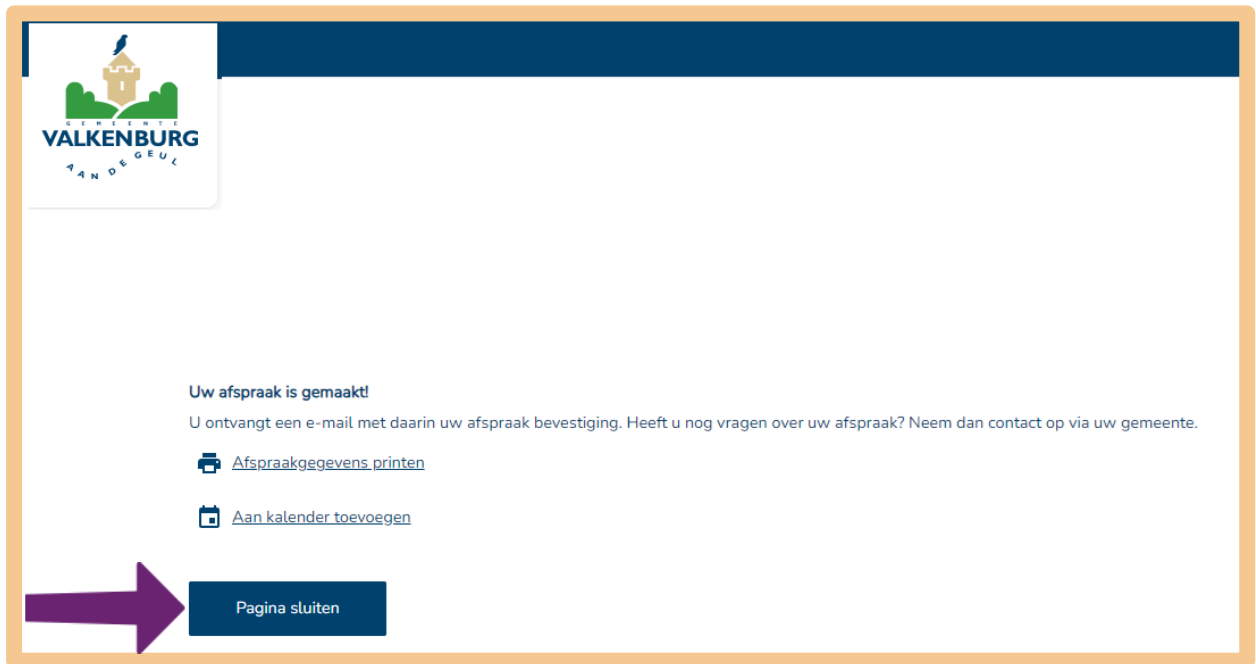 GEMEENTE
VALKENBURG
AAN DE GEUL
Uw afspraak is gemaakt!
U ontvangt een e-mail met daarin uw afspraak bevestiging. Heeft u nog vragen over uw afspraak? Neem dan contact op via uw gemeente.
Afspraakgegevens printen
Aan kalender toevoegen
Pagina sluiten